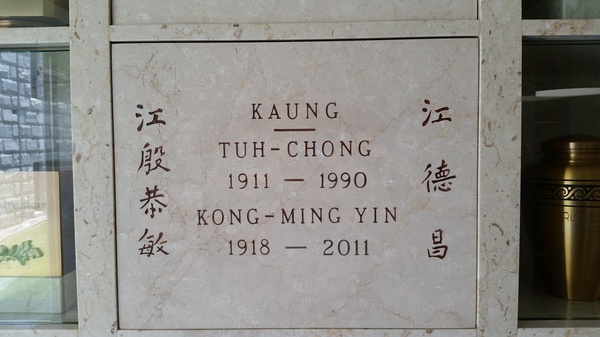 江殷恭敏
KAUNG
TUH-CHONG
1911 — 1990
KONG-MING YIN
1918 — 2011
江德昌